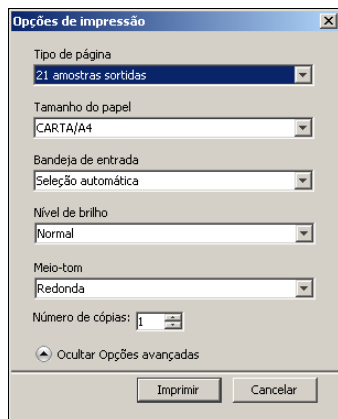 Opções de impressão
Tipo de página
21 amostras sortidas
Tamanho do papel
CARTA/A4
Bandeja de entrada
Seleção automática
Nível de brilho
Normal
Meio-tom
Redonda
Número de cópias: 1
Ocultar Opções avançadas
Imprimir Cancelar